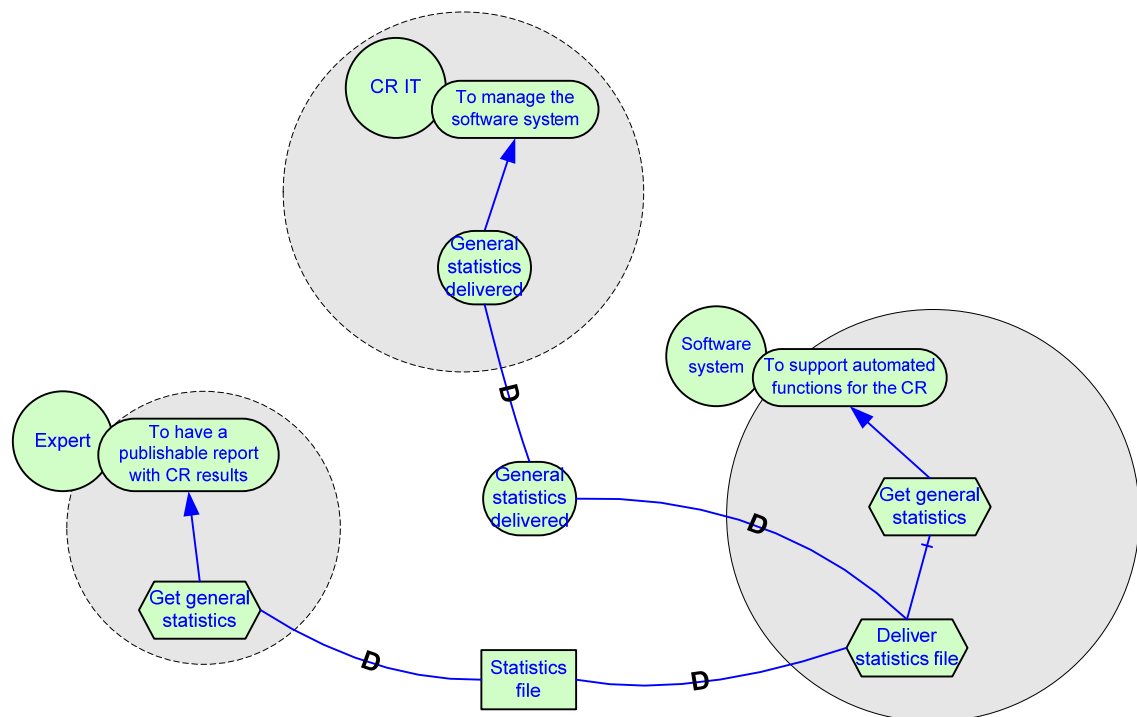 CR IT
To manage the
software system
General
statistics
delivered
D
Software
system
To support automated
functions for the CR
Expert
To have a
publishable report
with CR results
General
statistics
delivered
D
Get general
statistics
Get general
statistics
D
Statistics
file
D
Deliver
statistics file